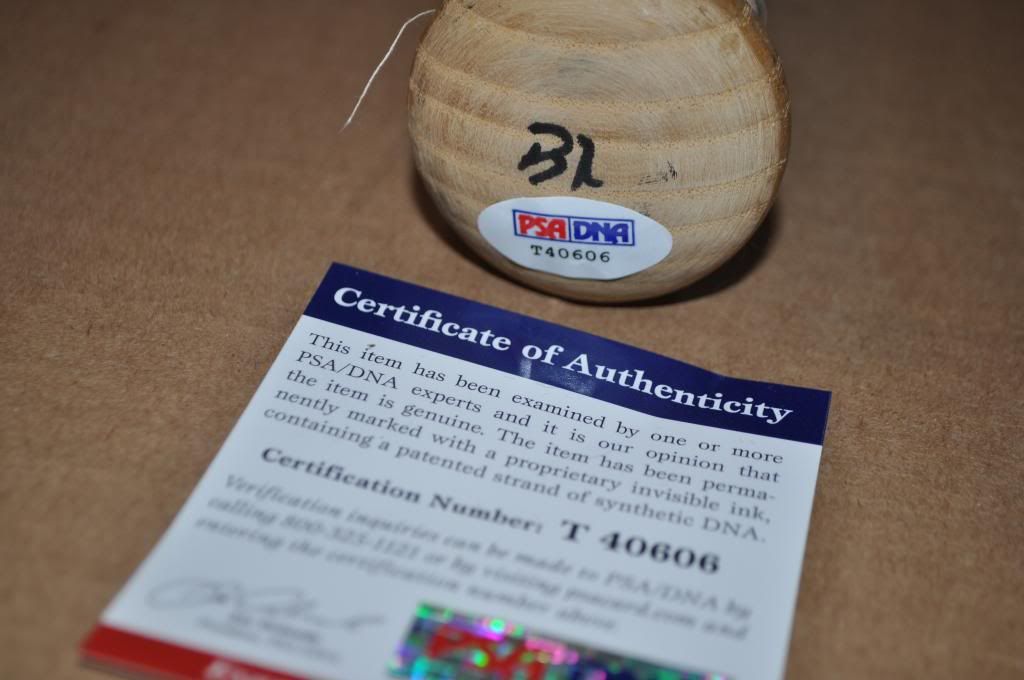 B2
PSA DNA
T40606
Certificate of Authenticity
This item has been examined by one or more
PSA/DNA experts and it is our opinion that
the item is genuine. The item has been perma-
nently marked with a proprietary invisible ink,
containing a patented strand of synthetic DNA.
Certification Number: T 40606
Verification inquiries can be made to PSA/DNA by
calling 800-325-1121 or by visiting psacard.com and
entering the certification number above.